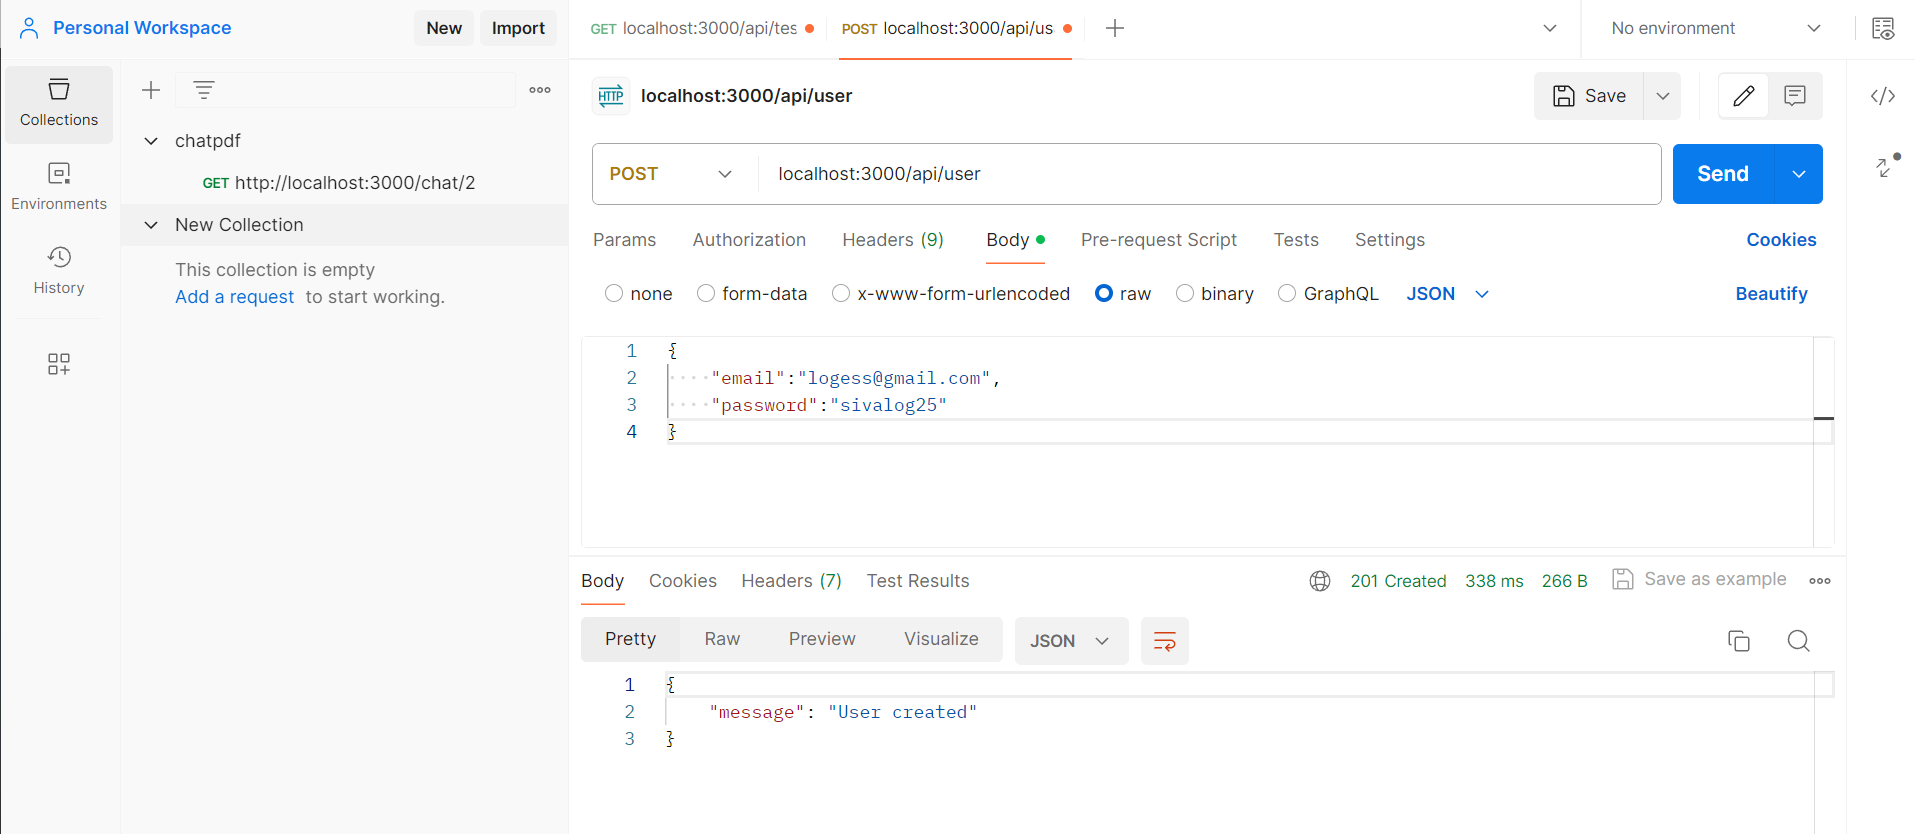 Personal Workspace
New
Import
GET localhost:3000/api/tes
POST localhost:3000/api/us
No environment
Collections
Environments
History
chatpdf
GET http://localhost:3000/chat/2
New Collection
This collection is empty
Add a request to start working.
HTTP localhost:3000/api/user
Save
POST localhost:3000/api/user
Send
Params Authorization Headers (9) Body Pre-request Script Tests Settings Cookies
none form-data x-www-form-urlencoded raw binary GraphQL JSON Beautify
1 {
2 "email":"logess@gmail.com",
3 "password":"sivalog25"
4 }
Body Cookies Headers (7) Test Results 201 Created 338 ms 266 B Save as example
Pretty Raw Preview Visualize JSON
1 {
2 "message": "User created"
3 }